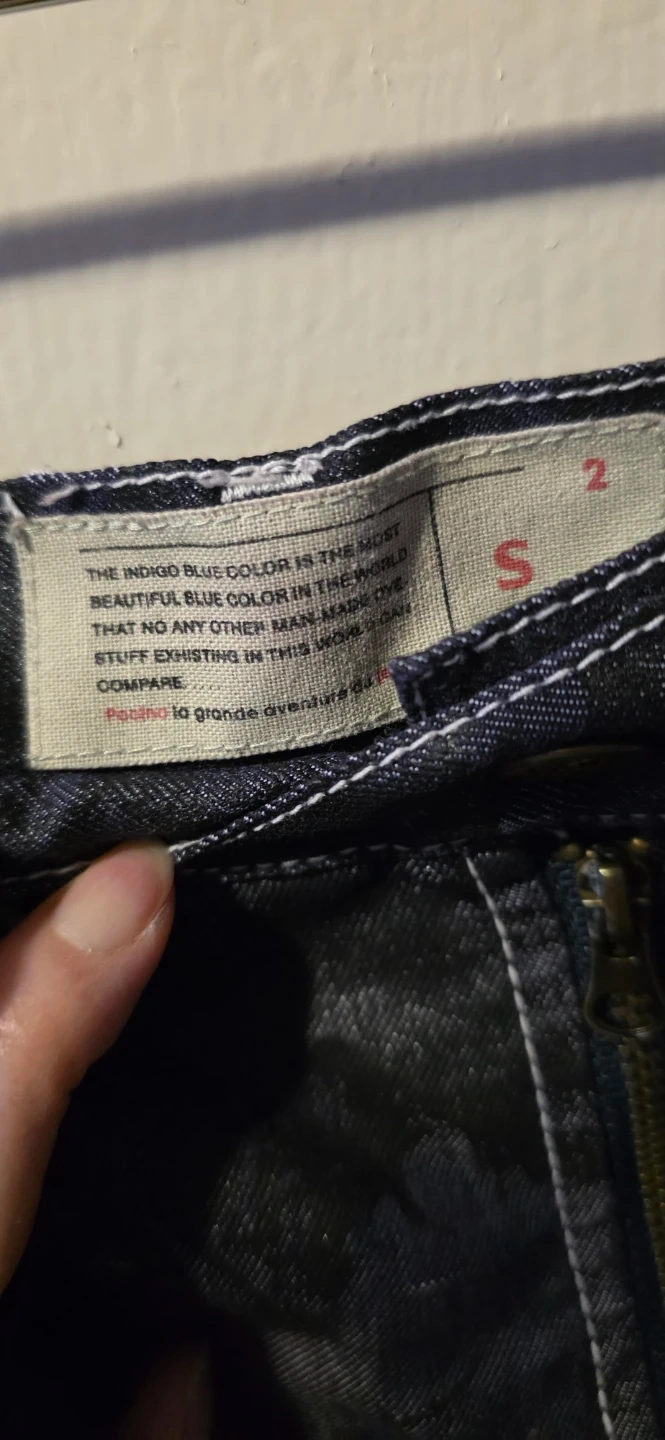 THE INDIGO BLUE COLOR IS THE MOST
BEAUTIFUL BLUE COLOR IN THE WORLD
THAT NO ANY OTHER MAN-MADE DYE
STUFF EXHISTING IN THIS WORLD CAN
COMPARE......
la grande aventure du
2
S